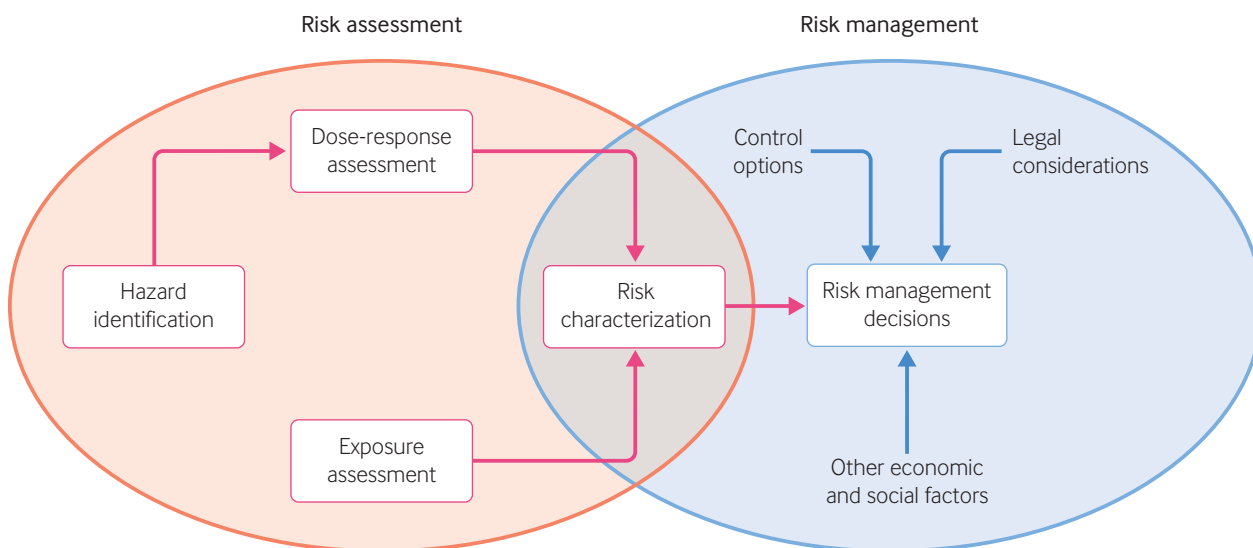 Risk assessment
Risk management
Dose-response
assessment
Control
options
Legal
considerations
Hazard
identification
Risk
characterization
Risk management
decisions
Exposure
assessment
Other economic
and social factors